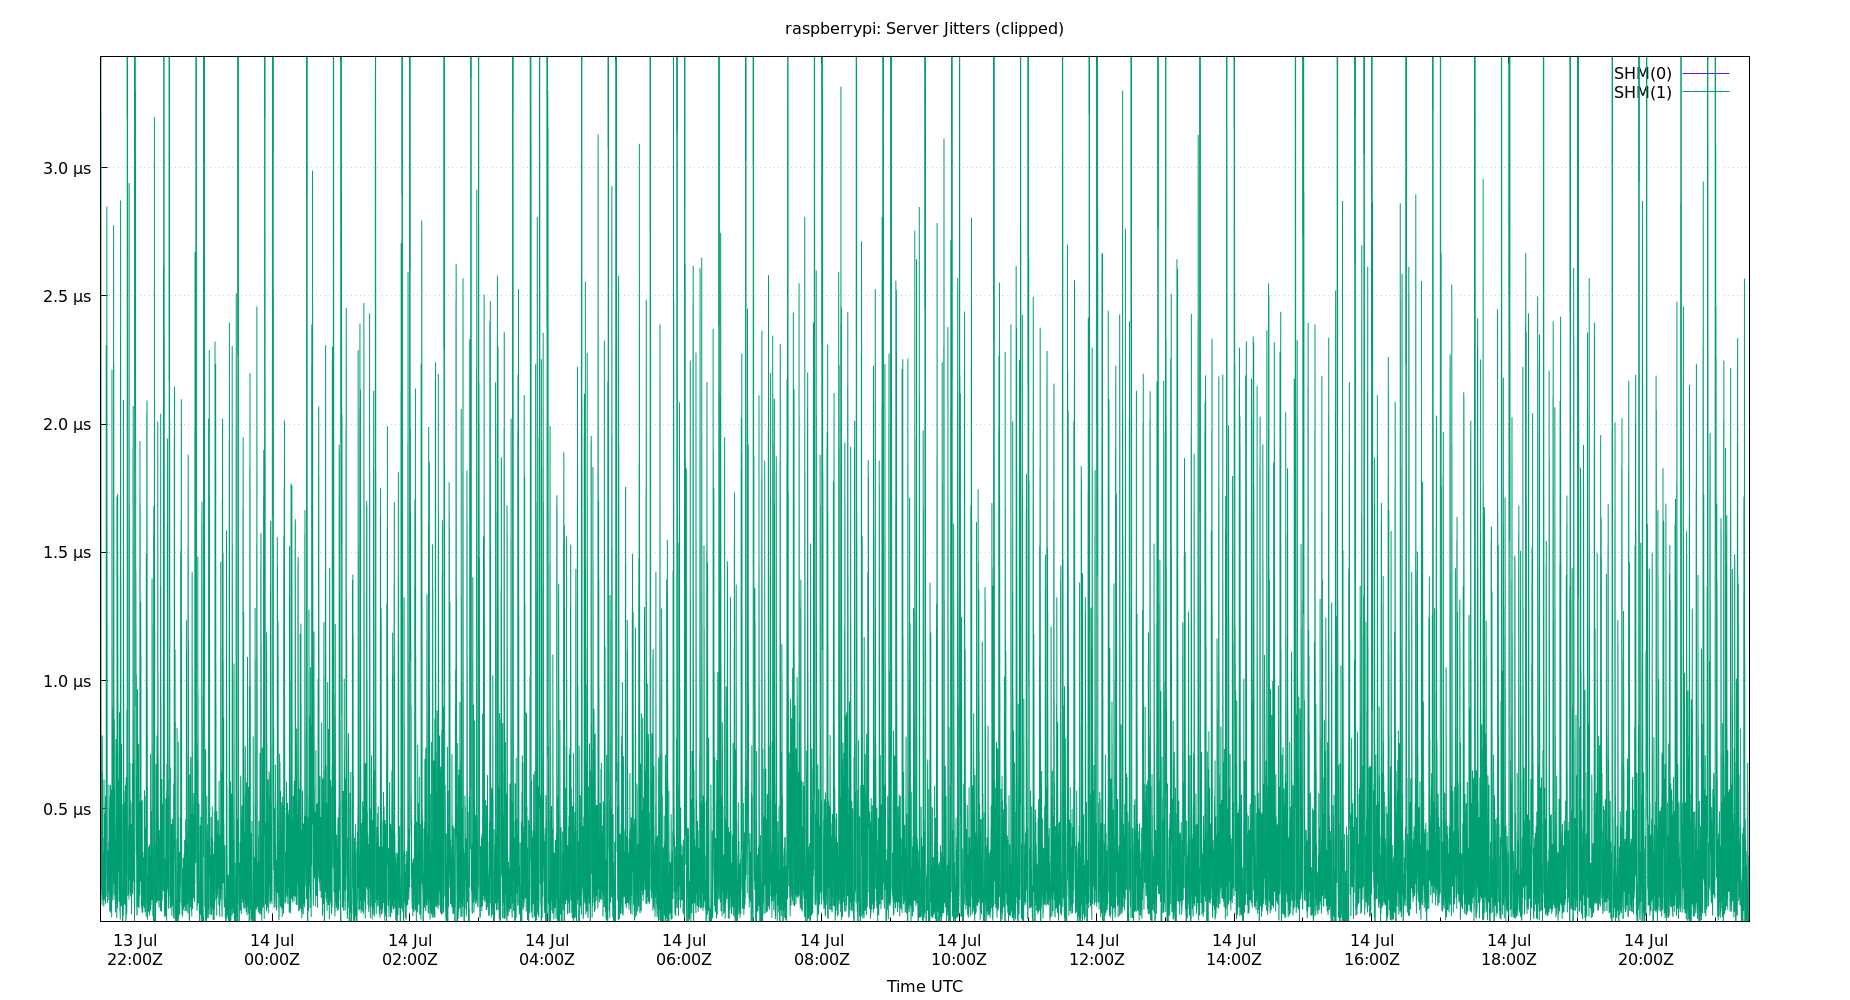 raspberrypi: Server Jitters (clipped)
SHM(0)
SHM(1)
3.0 µs
2.5 µs
2.0 µs
1.5 µs
1.0 µs
0.5 µs
13 Jul 14 Jul 14 Jul 14 Jul 14 Jul 14 Jul 14 Jul 14 Jul 14 Jul 14 Jul 14 Jul 14 Jul
22:00Z 00:00Z 02:00Z 04:00Z 06:00Z 08:00Z 10:00Z 12:00Z 14:00Z 16:00Z 18:00Z 20:00Z
Time UTC